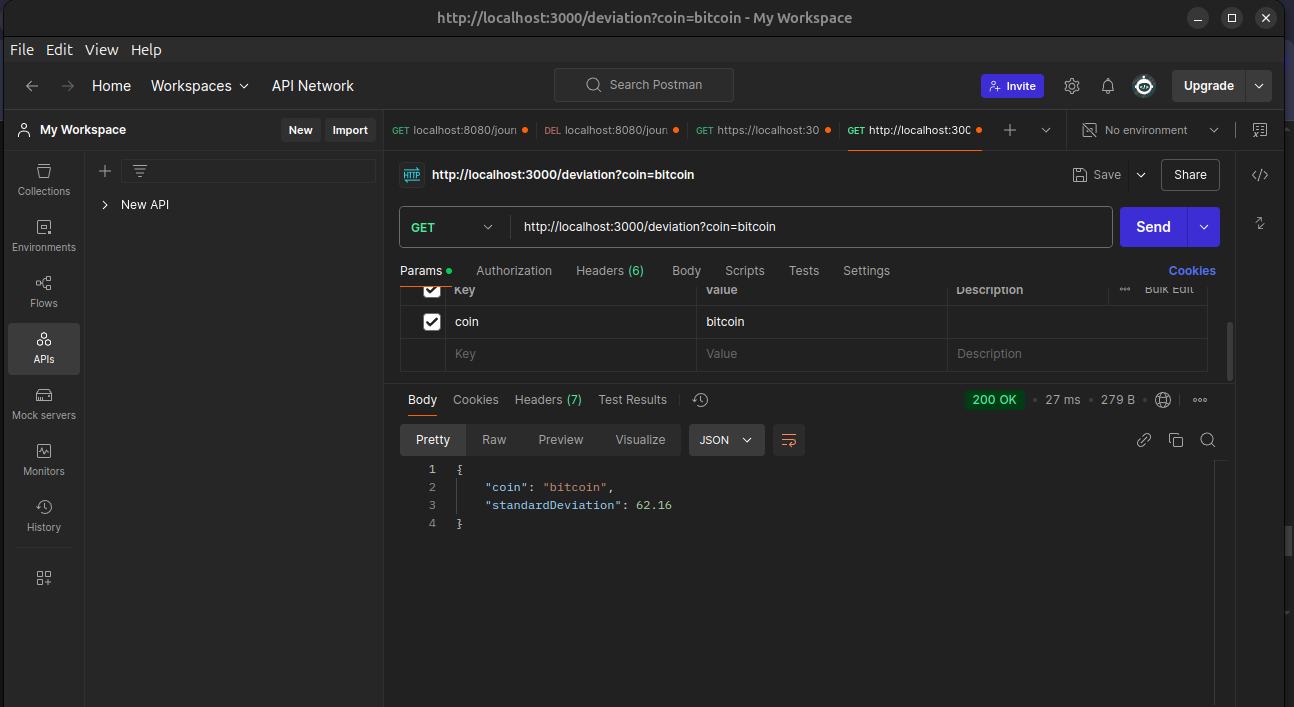 http://localhost:3000/deviation?coin=bitcoin - My Workspace
File Edit View Help
Home Workspaces API Network Search Postman Invite Upgrade
My Workspace New Import GET localhost:8080/jourı DEL localhost:8080/jourı GET https://localhost:30 GET http://localhost:300 No environment
HTTP http://localhost:3000/deviation?coin=bitcoin Save Share
Collections
New API
GET http://localhost:3000/deviation?coin=bitcoin Send
Environments
Params Authorization Headers (6) Body Scripts Tests Settings Cookies
Key Value Description Bulk Edit
Flows
coin bitcoin
APIs
Key Value Description
Mock servers
Body Cookies Headers (7) Test Results 200 OK 27 ms 279 B
Monitors
Pretty Raw Preview Visualize JSON
History
1 {
2 "coin": "bitcoin",
3 "standardDeviation": 62.16
4 }